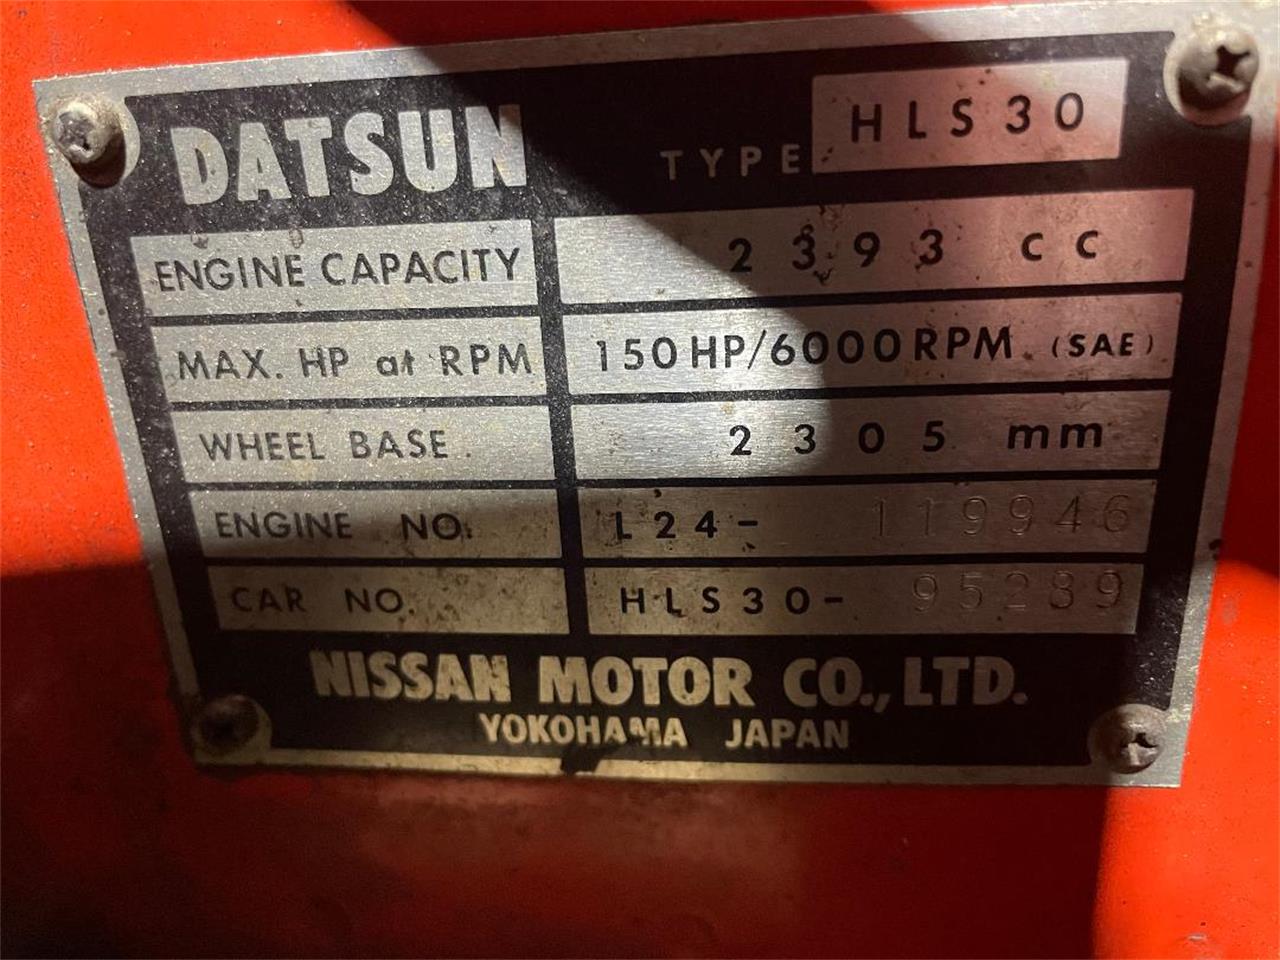 DATSUN TYPE HLS30
ENGINE CAPACITY 2393 cc
MAX. HP at RPM 150HP/6000RPM (SAE)
WHEEL BASE 2305 mm
ENGINE NO. L24- 119946
CAR NO. HLS30- 95289
NISSAN MOTOR CO., LTD.
YOKOHAMA JAPAN